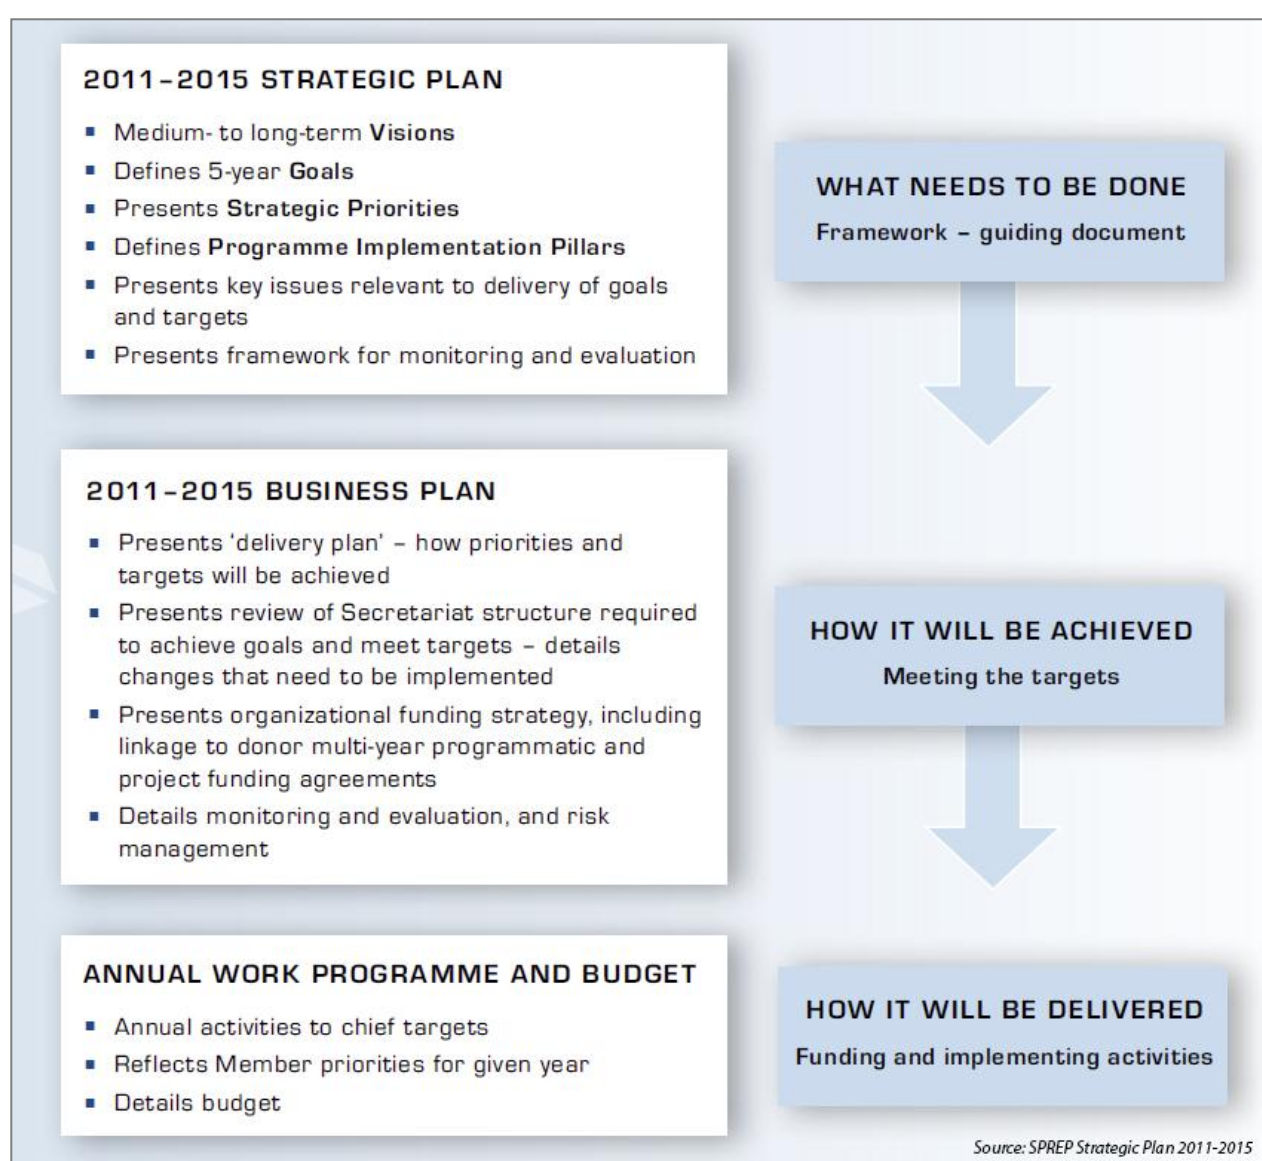 2011–2015 STRATEGIC PLAN
▪ Medium- to long-term Visions
▪ Defines 5-year Goals
▪ Presents Strategic Priorities
▪ Defines Programme Implementation Pillars
▪ Presents key issues relevant to delivery of goals
and targets
▪ Presents framework for monitoring and evaluation
WHAT NEEDS TO BE DONE
Framework – guiding document
2011–2015 BUSINESS PLAN
▪ Presents ‘delivery plan’ – how priorities and
targets will be achieved
▪ Presents review of Secretariat structure required
to achieve goals and meet targets – details
changes that need to be implemented
▪ Presents organizational funding strategy, including
linkage to donor multi-year programmatic and
project funding agreements
▪ Details monitoring and evaluation, and risk
management
HOW IT WILL BE ACHIEVED
Meeting the targets
ANNUAL WORK PROGRAMME AND BUDGET
▪ Annual activities to chief targets
▪ Reflects Member priorities for given year
▪ Details budget
HOW IT WILL BE DELIVERED
Funding and implementing activities
Source: SPREP Strategic Plan 2011-2015